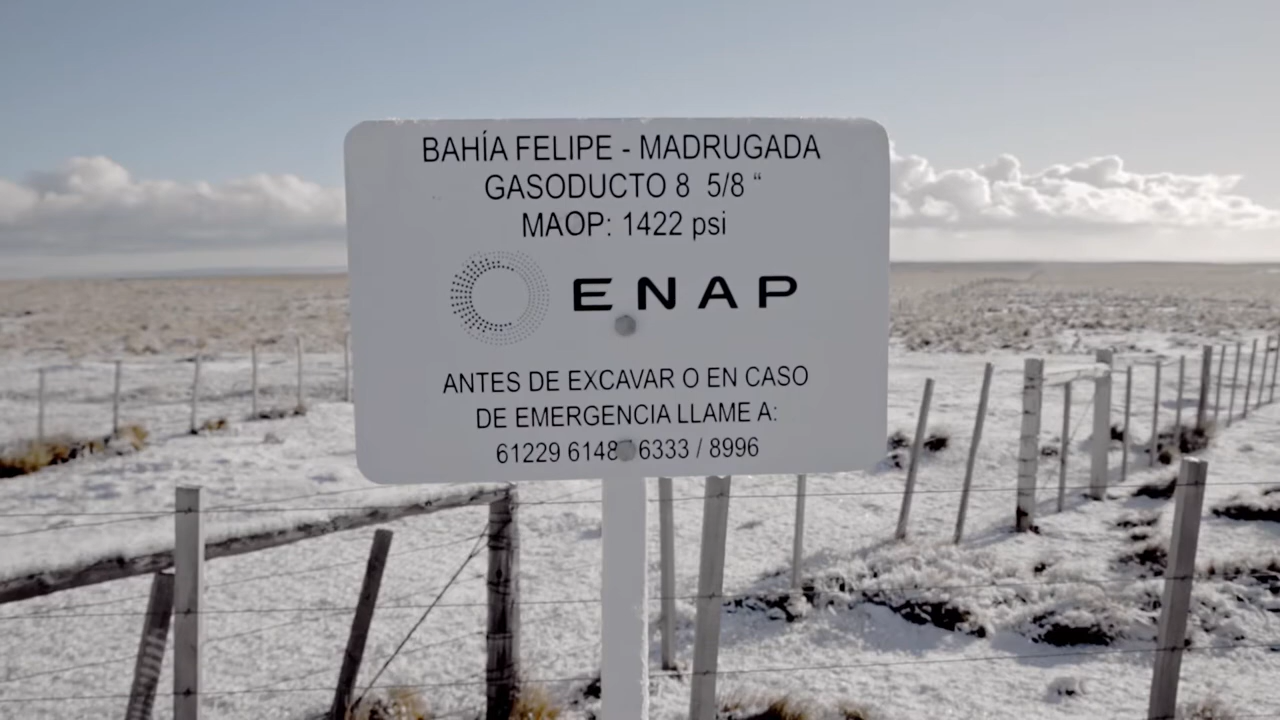 BAHÍA FELIPE - MADRUGADA
GASODUCTO 8 5/8 “
MAOP: 1422 psi
ENAP
ANTES DE EXCAVAR O EN CASO
DE EMERGENCIA LLAME A:
61229 6148 6333 / 8996